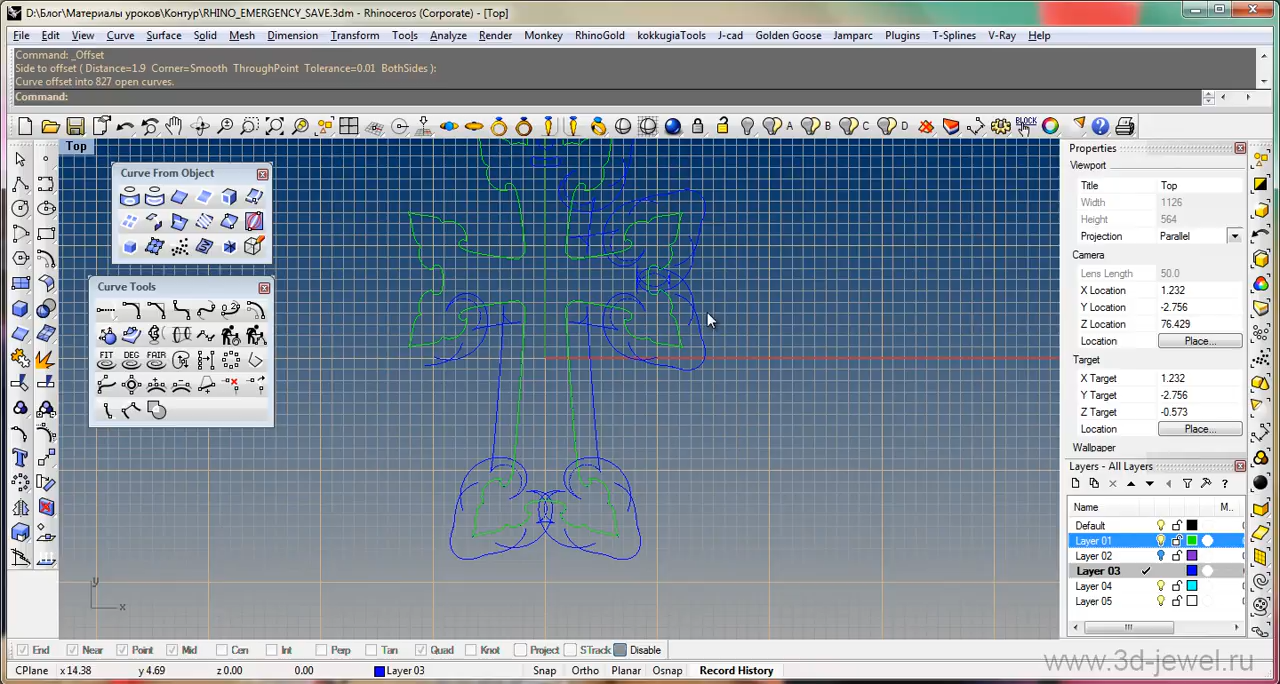 D:\Блог\Материалы уроков\Контур\RHINO_EMERGENCY_SAVE.3dm - Rhinoceros (Corporate) - [Top]
File Edit View Curve Surface Solid Mesh Dimension Transform Tools Analyze Render Monkey RhinoGold kokkugiaTools J-cad Golden Goose Jamparc Plugins T-Splines V-Ray Help
Command: _Offset
Side to offset ( Distance=1.9 Corner=Smooth ThroughPoint Tolerance=0.01 BothSides ):
Curve offset into 827 open curves.
Command:
A B C D BLOCK
Top
Curve From Object
Curve Tools
FIT DEG FAIR
y
x
Properties
Viewport
Title Top
Width 1126
Height 564
Projection Parallel
Camera
Lens Length 50.0
X Location 1.232
Y Location -2.756
Z Location 76.429
Location Place...
Target
X Target 1.232
Y Target -2.756
Z Target -0.573
Location Place...
Wallpaper
Layers - All Layers
Name M..
Default
Layer 01
Layer 02
Layer 03
Layer 04
Layer 05
End Near Point Mid Cen Int Perp Tan Quad Knot Project STrack Disable
CPlane x 14.38 y 4.69 z 0.00 0.00 Layer 03 Snap Ortho Planar Osnap Record History
www.3d-jewel.ru